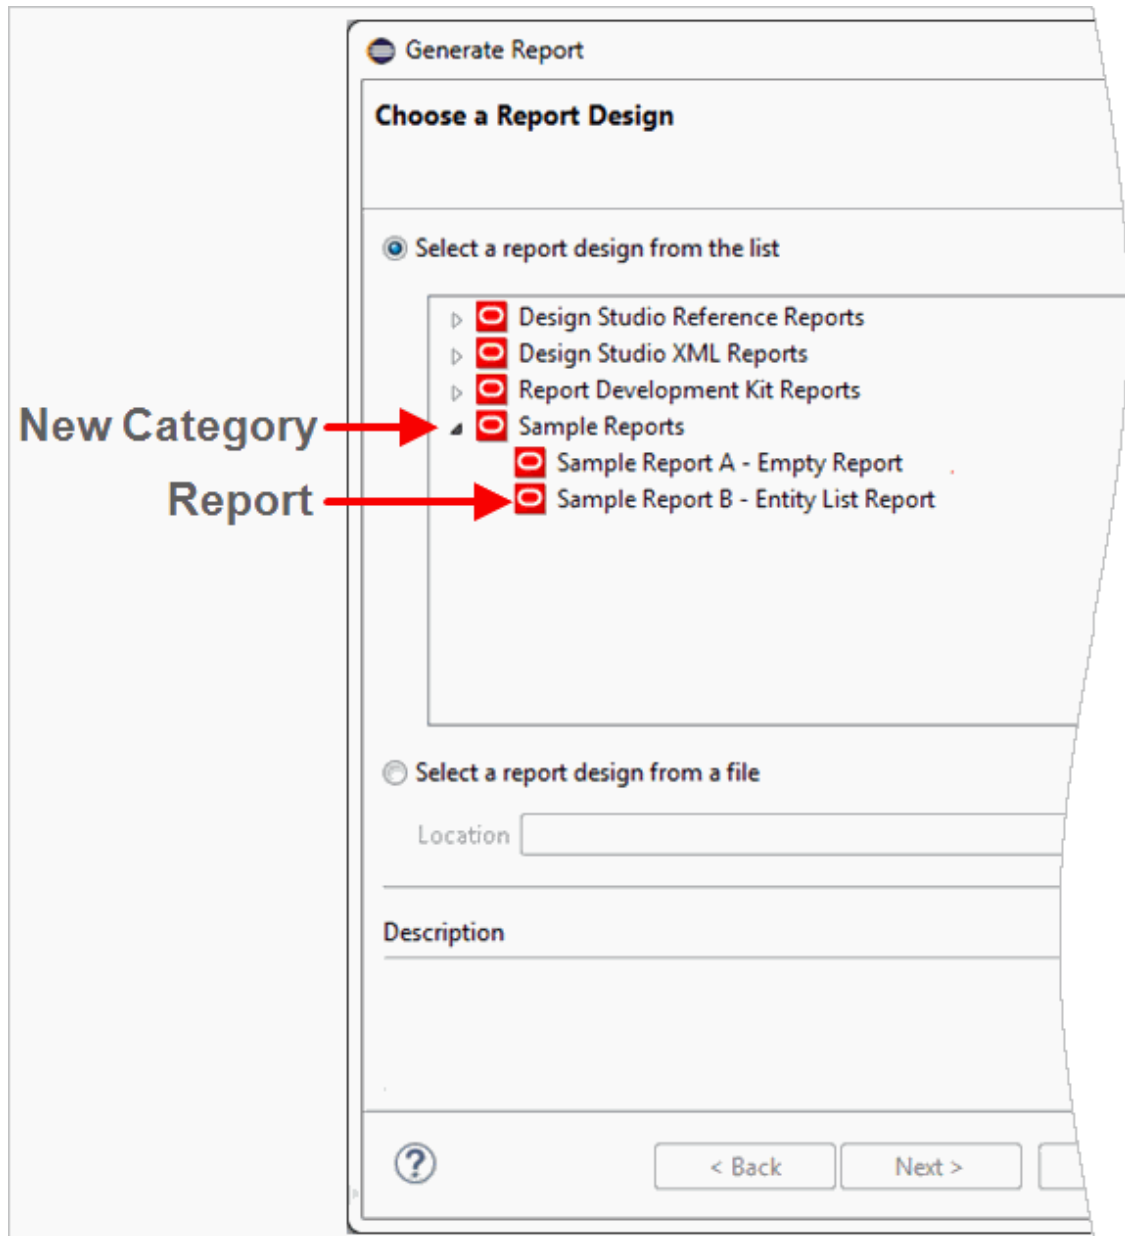 Generate Report
Choose a Report Design
Select a report design from the list
Design Studio Reference Reports
Design Studio XML Reports
Report Development Kit Reports
New Category
Sample Reports
Sample Report A - Empty Report
Report
Sample Report B - Entity List Report
Select a report design from a file
Location
Description
?
< Back
Next >